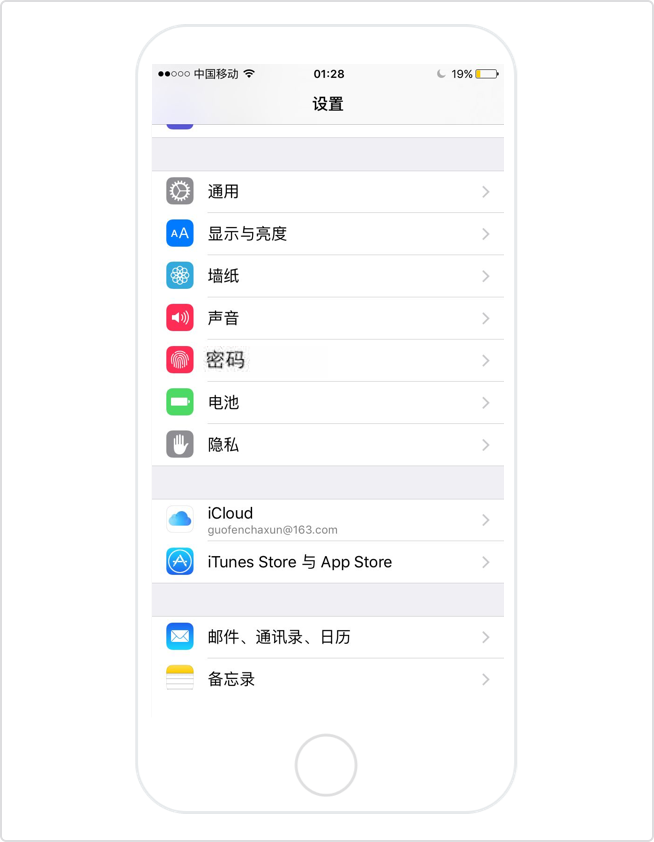 中国移动 01:28 19%
设置
通用
AA 显示与亮度
墙纸
声音
密码
电池
隐私
iCloud
guofenchaxun@163.com
iTunes Store 与 App Store
邮件、通讯录、日历
备忘录